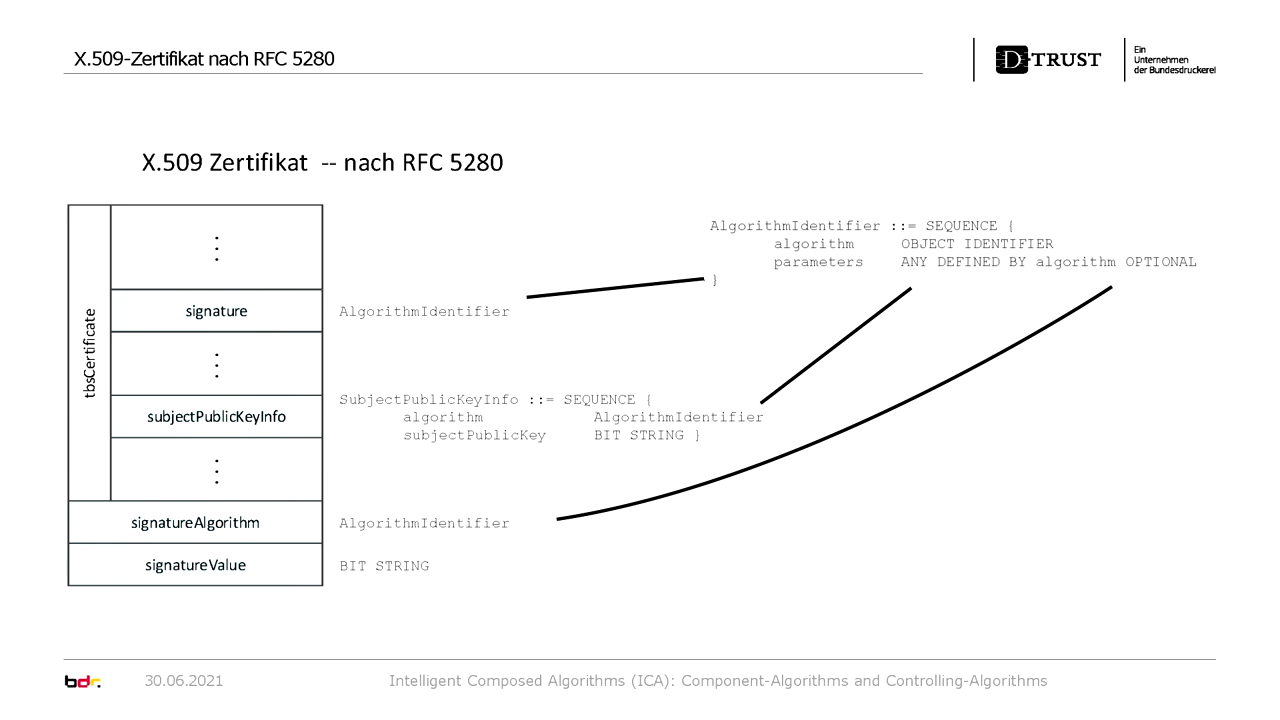 X.509-Zertifikat nach RFC 5280
D-TRUST
Ein
Unternehmen
der Bundesdruckerei
X.509 Zertifikat -- nach RFC 5280
tbsCertificate
signature
subjectPublicKeyInfo
signatureAlgorithm
signatureValue
AlgorithmIdentifier
SubjectPublicKeyInfo ::= SEQUENCE {
algorithm AlgorithmIdentifier
subjectPublicKey BIT STRING }
AlgorithmIdentifier
BIT STRING
AlgorithmIdentifier ::= SEQUENCE {
algorithm OBJECT IDENTIFIER
parameters ANY DEFINED BY algorithm OPTIONAL
}
bdr.
30.06.2021
Intelligent Composed Algorithms (ICA): Component-Algorithms and Controlling-Algorithms